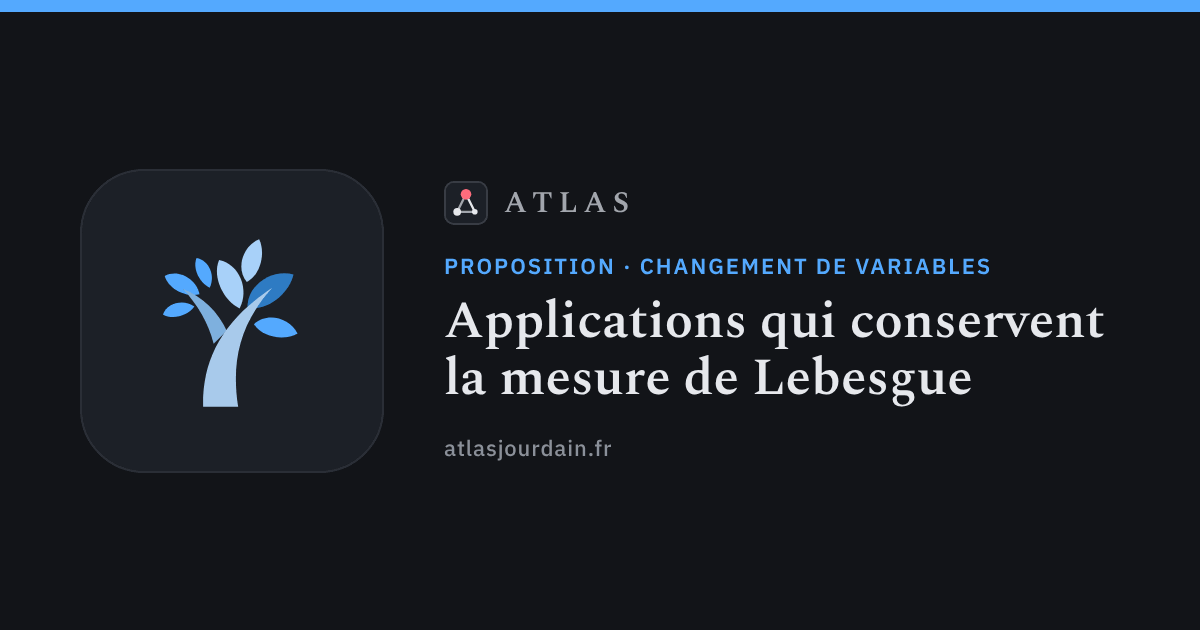 ATLAS
PROPOSITION · CHANGEMENT DE VARIABLES
Applications qui conservent
la mesure de Lebesgue
atlasjourdain.fr